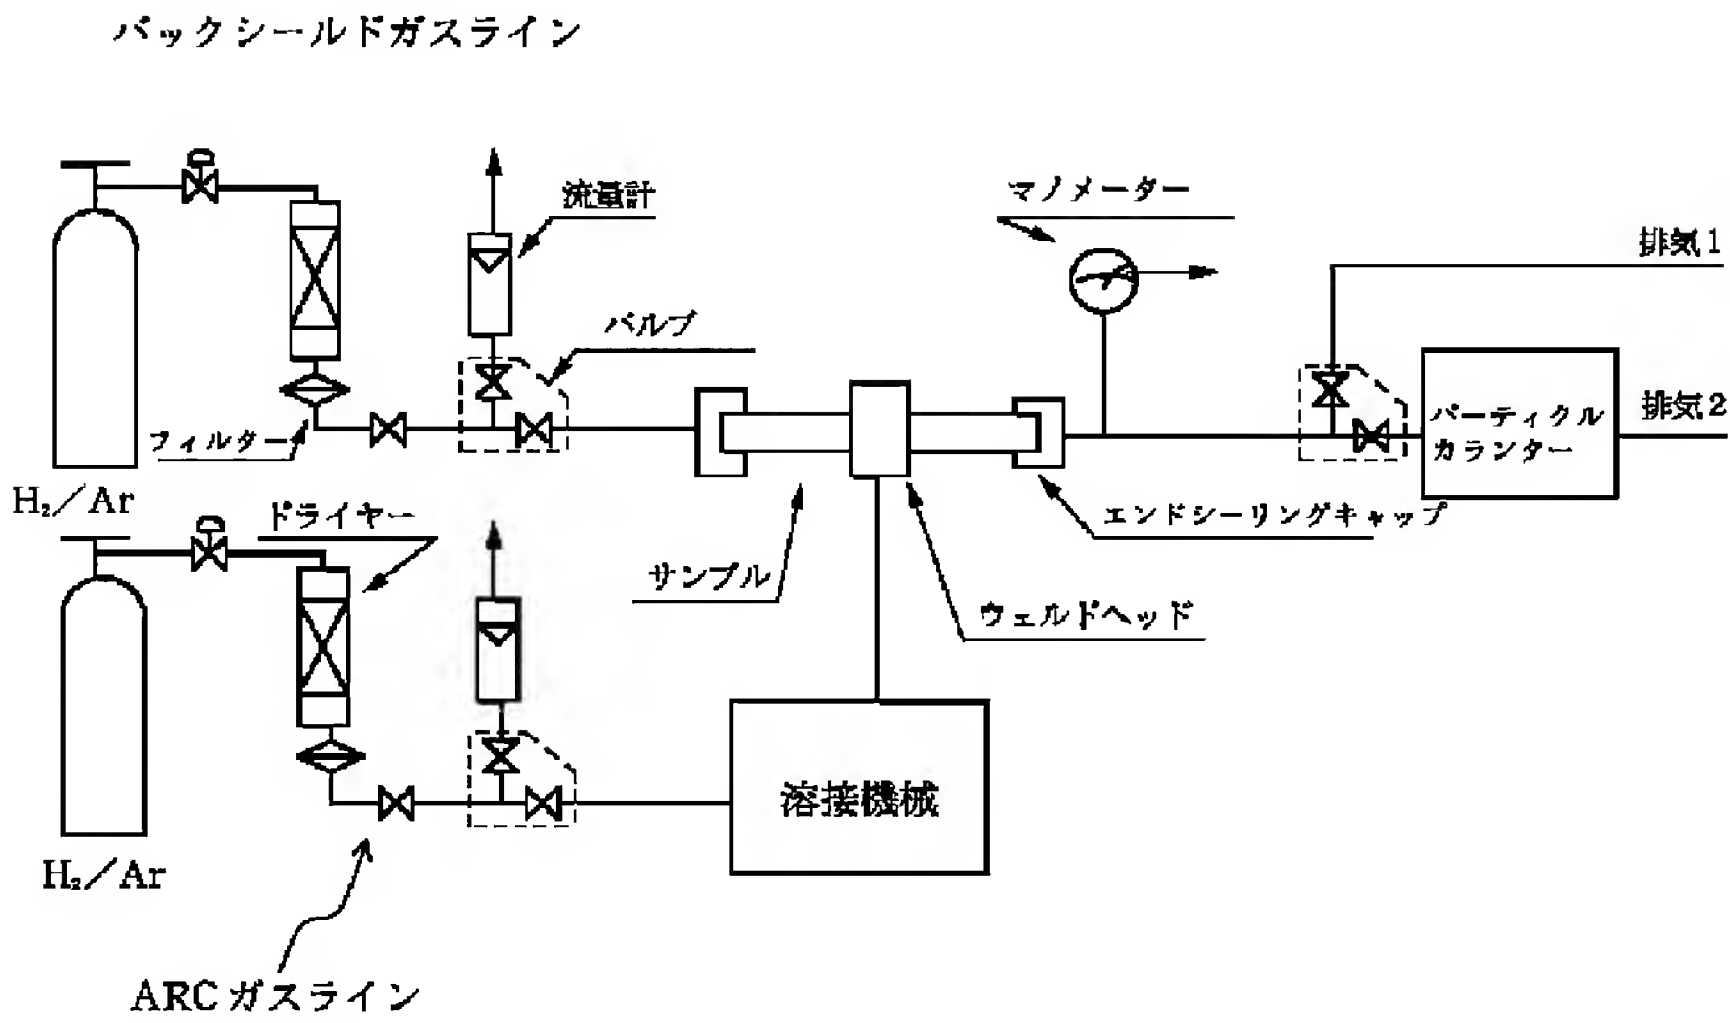 バックシールドガスライン
流量計
マノメーター
排気1
バルブ
排気2
パーティクル
カランター
フィルター
H₂／Ar
ドライヤー
エンドシーリングキャップ
サンプル
ウェルドヘッド
溶接機械
H₂／Ar
ARCガスライン